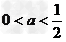 0 < a < 1/2